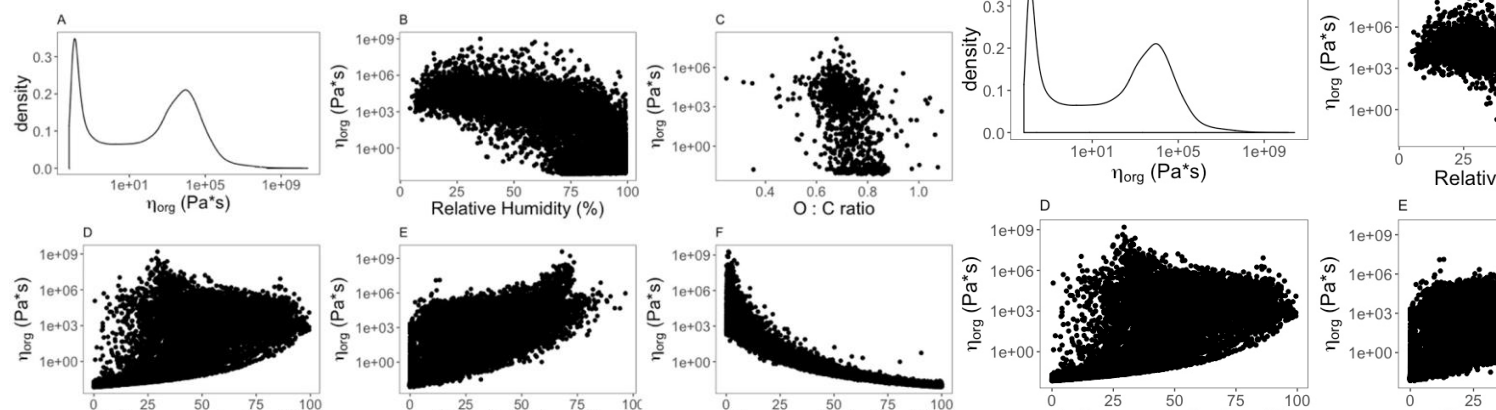 A
density
0.3
0.2
0.1
0.0
1e+01
1e+05
1e+09
ηorg (Pa*s)
B
ηorg (Pa*s)
1e+09
1e+06
1e+03
1e+00
0
25
50
75
100
Relative Humidity (%)
C
ηorg (Pa*s)
1e+06
1e+03
1e+00
0.4
0.6
0.8
1.0
O : C ratio
density
0.3
0.2
0.1
0.0
1e+01
1e+05
1e+09
ηorg (Pa*s)
ηorg (Pa*s)
1e+06
1e+03
1e+00
0
25
Relativ
D
ηorg (Pa*s)
1e+09
1e+06
1e+03
1e+00
0
25
50
75
100
E
ηorg (Pa*s)
1e+09
1e+06
1e+03
1e+00
0
25
50
75
F
ηorg (Pa*s)
1e+09
1e+06
1e+03
1e+00
0
25
50
75
100
D
ηorg (Pa*s)
1e+09
1e+06
1e+03
1e+00
0
25
50
75
100
E
ηorg (Pa*s)
1e+09
1e+06
1e+03
1e+00
0
25